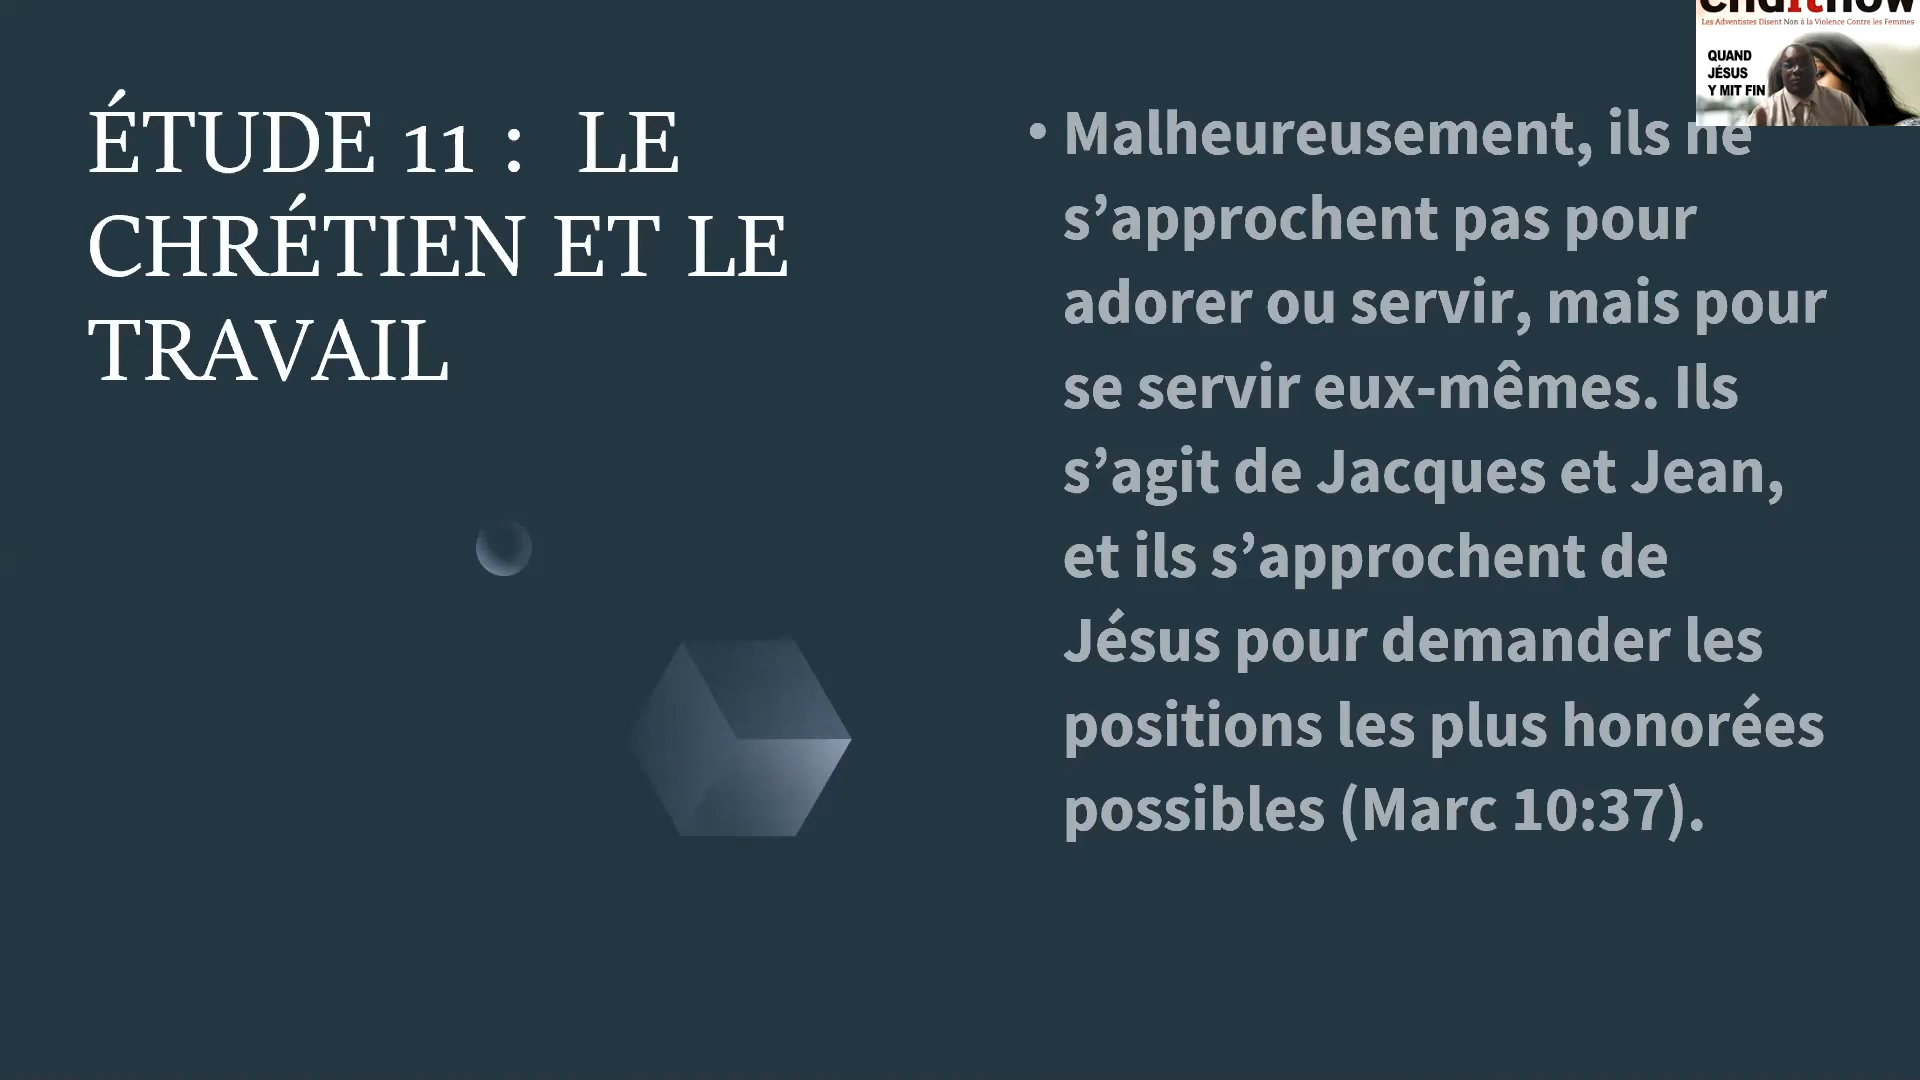 ÉTUDE 11 : LE
CHRÉTIEN ET LE
TRAVAIL
• Malheureusement, ils ne
s’approchent pas pour
adorer ou servir, mais pour
se servir eux-mêmes. Ils
s’agit de Jacques et Jean,
et ils s’approchent de
Jésus pour demander les
positions les plus honorées
possibles (Marc 10:37).
enditnow
Les Adventistes Disent Non à la Violence Contre les Femmes
QUAND
JÉSUS
Y MIT FIN